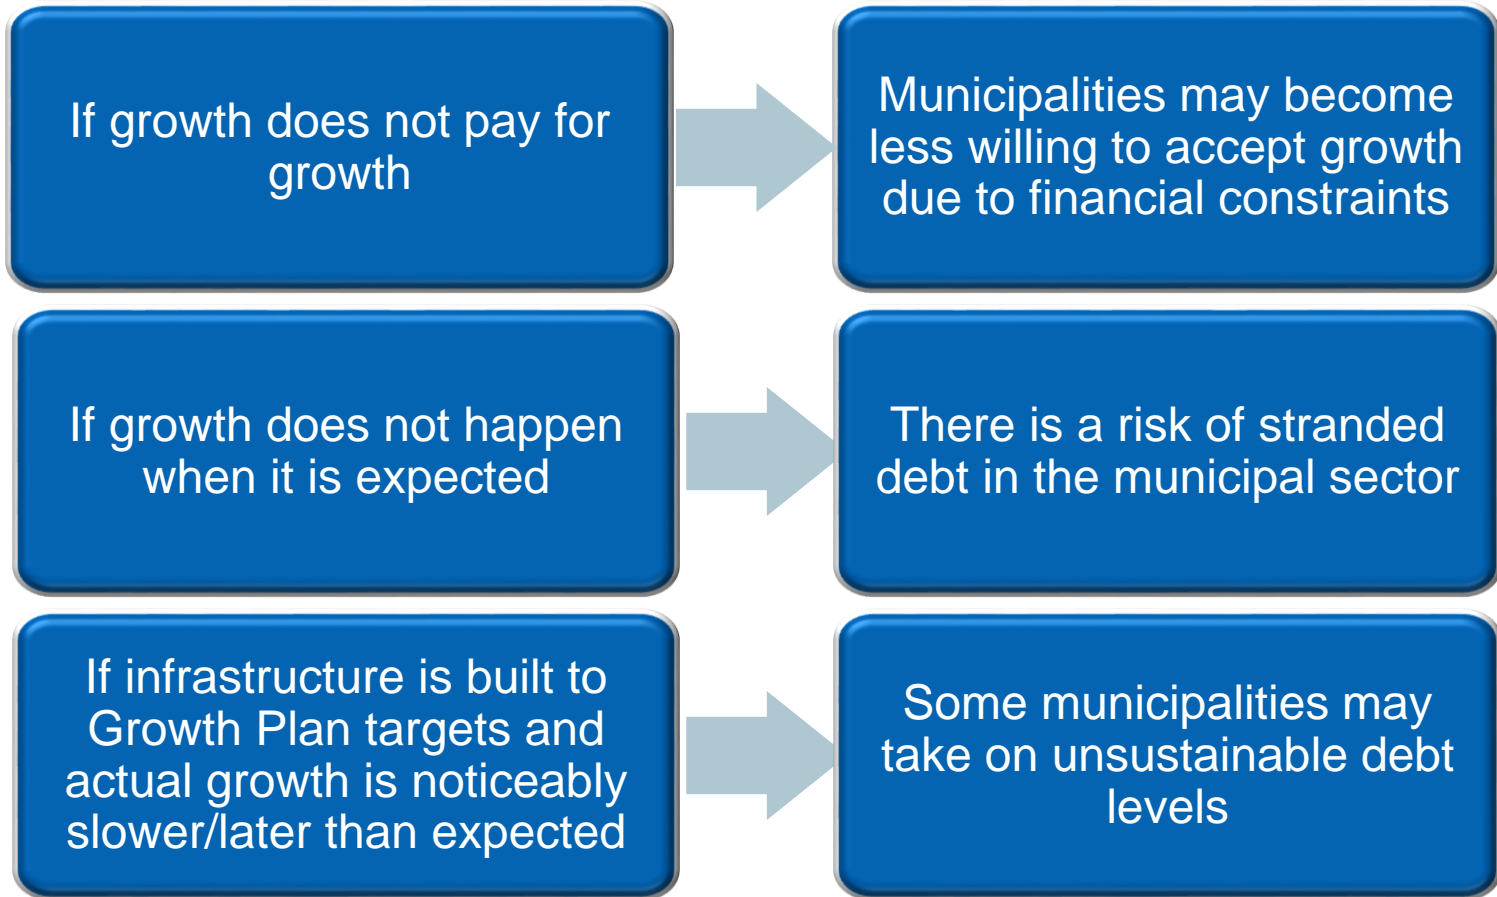 If growth does not pay for
growth
Municipalities may become
less willing to accept growth
due to financial constraints
If growth does not happen
when it is expected
There is a risk of stranded
debt in the municipal sector
If infrastructure is built to
Growth Plan targets and
actual growth is noticeably
slower/later than expected
Some municipalities may
take on unsustainable debt
levels